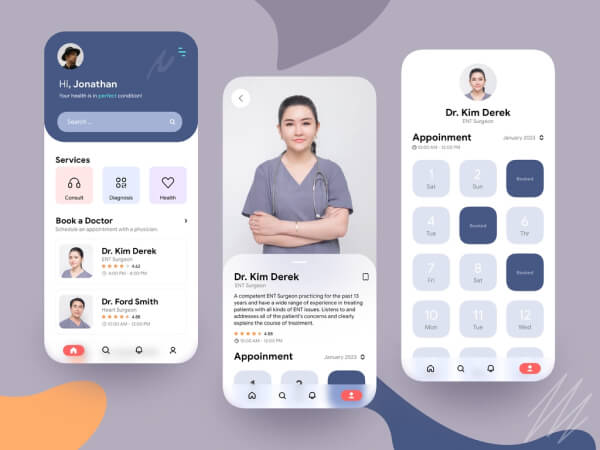 Hi, Jonathan
Your health is in perfect condition!
Search ...
Services
Consult
Diagnosis
Health
Book a Doctor
Schedule an appointment with a physician.
Dr. Kim Derek
ENT Surgeon
4.62
4:00 PM - 6:00 PM
Dr. Ford Smith
Heart Surgeon
4.88
10:00 AM - 12:00 PM
Dr. Kim Derek
ENT Surgeon
A competent ENT Surgeon practicing for the past 13
years and have a wide range of experience in treating
patients with all kinds of ENT issues. Listens to and
addresses all of the patient's concerns and clearly
explains the course of treatment.
4.88
10:00 AM - 12:00 PM
Appoinment
January 2023
1
2
Dr. Kim Derek
ENT Surgeon
Appoinment
January 2023
10:00 AM - 12:00 PM
1
Sat
2
Sun
Booked
4
Tue
Booked
6
Thr
7
Fri
8
Sat
Booked
10
Mon
11
Tue
12
Wed